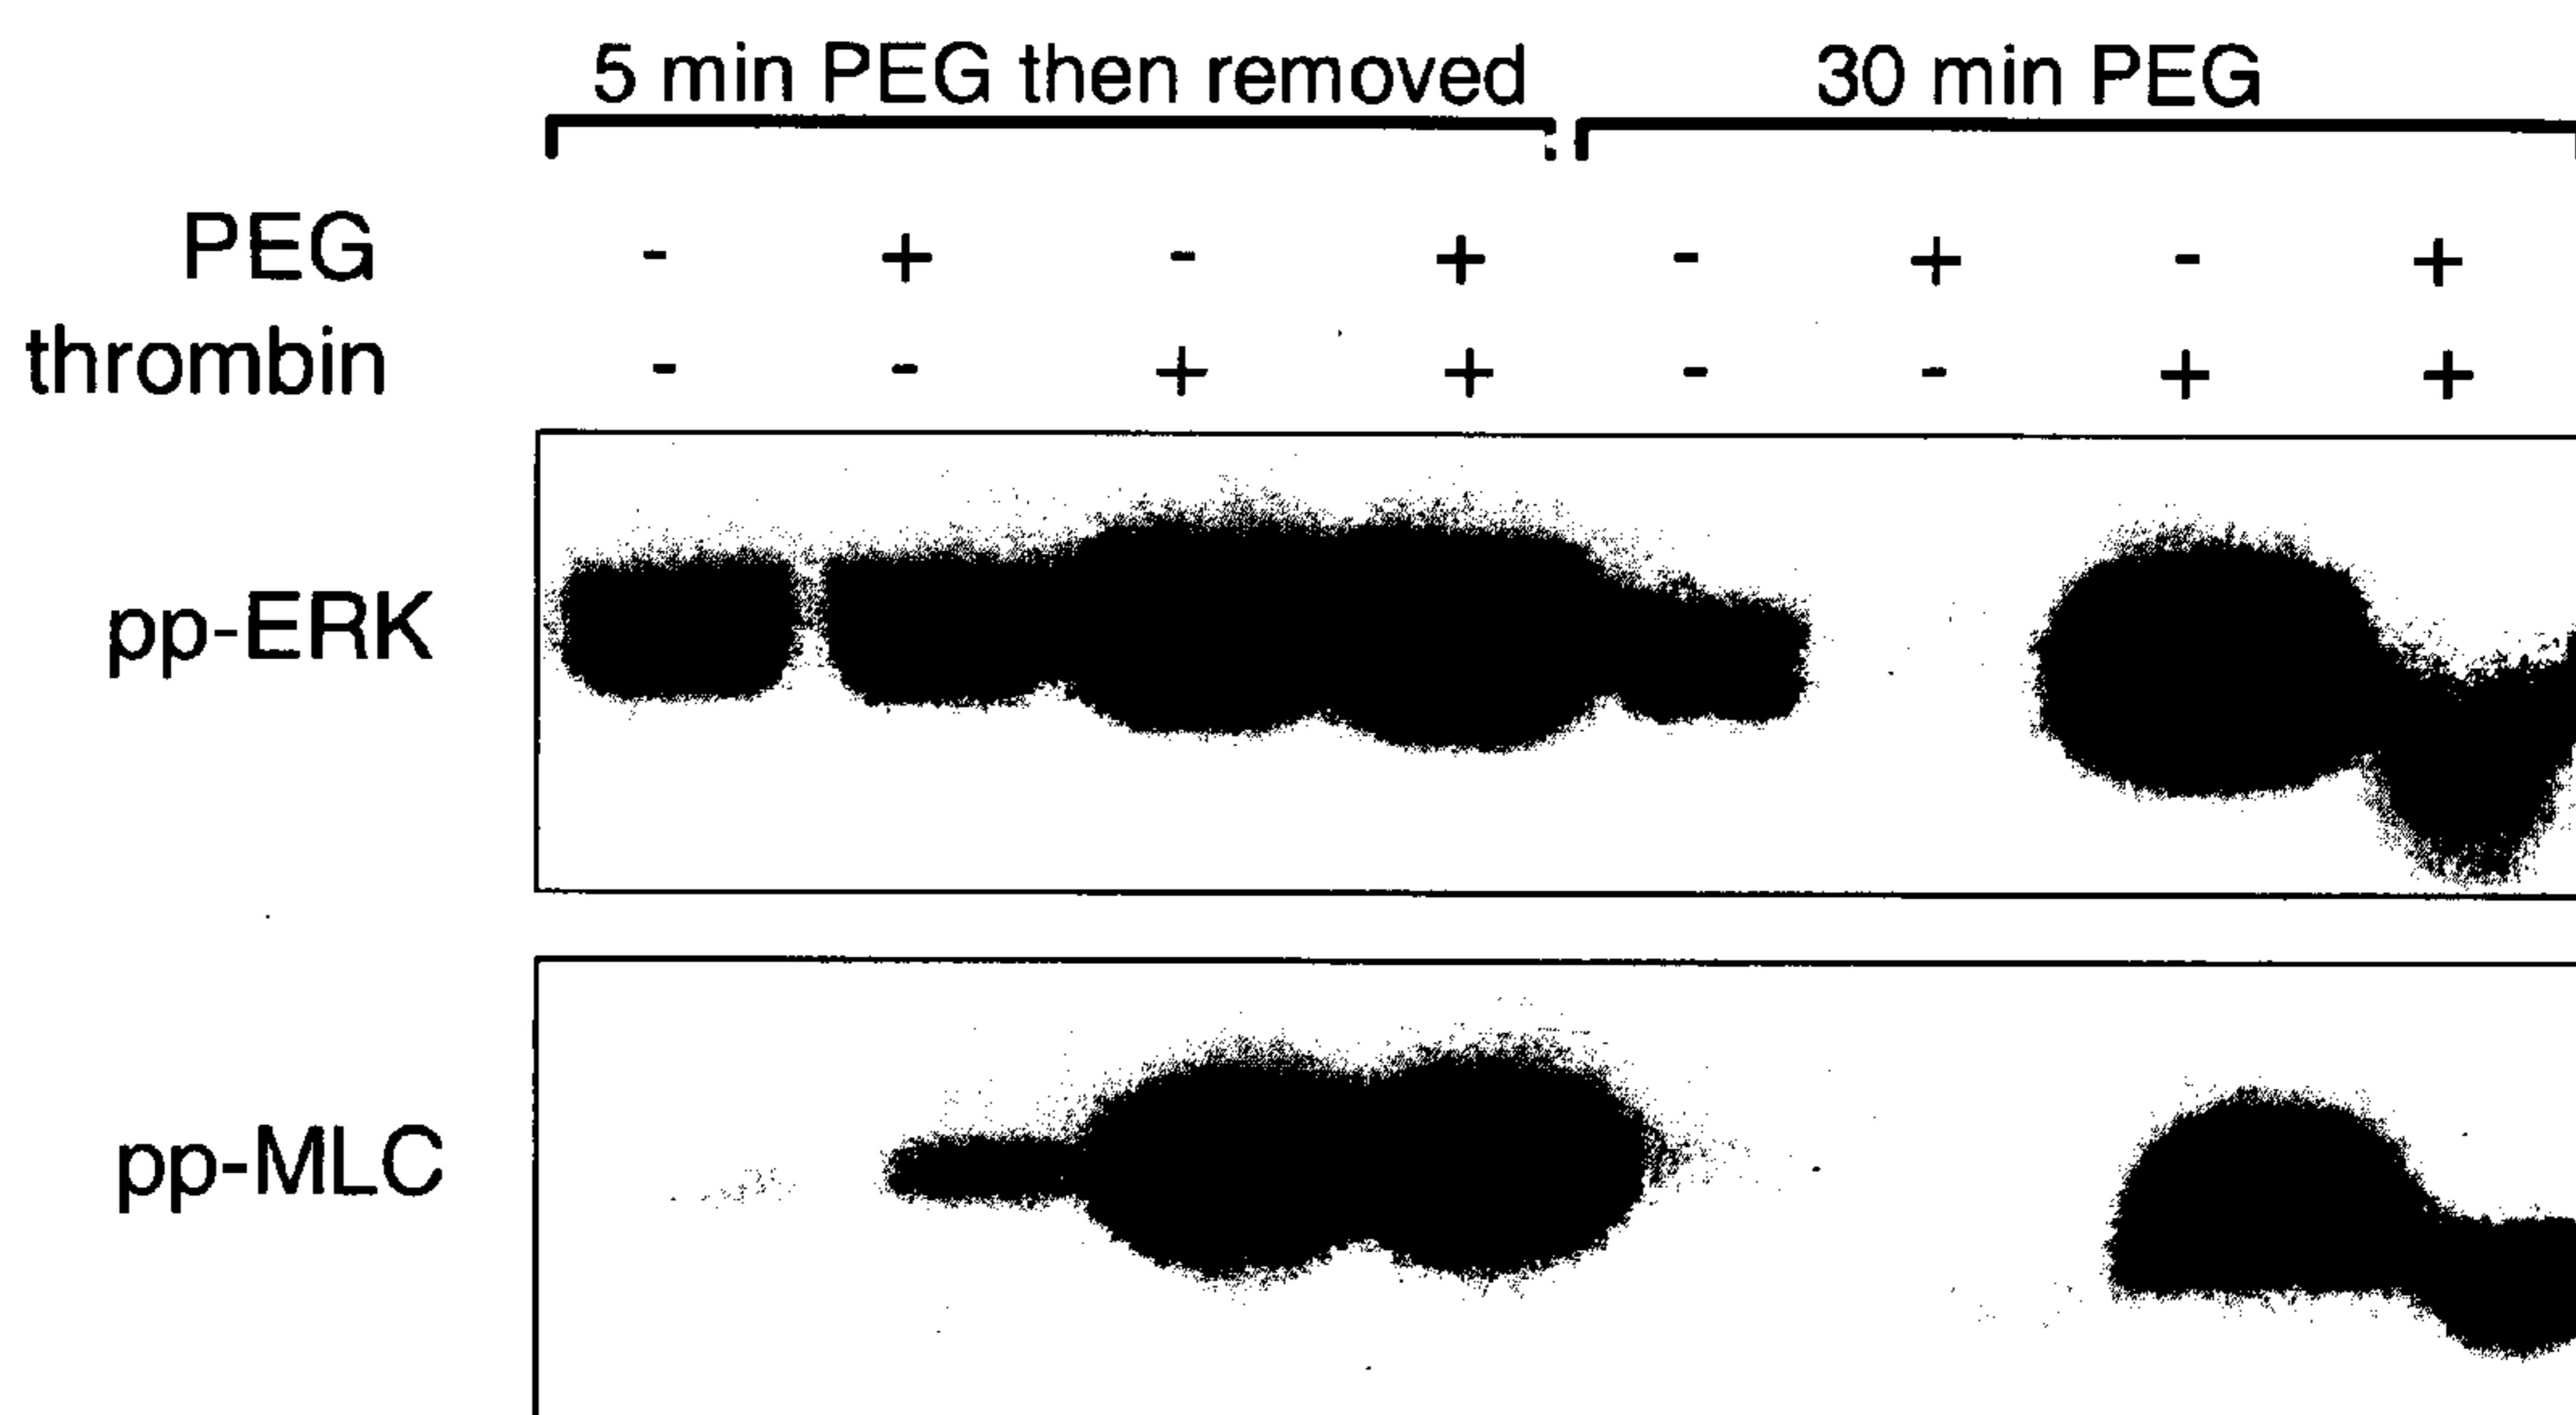 5 min PEG then removed 30 min PEG
PEG - + - + - + - +
thrombin - - + + - - + +
pp-ERK
pp-MLC